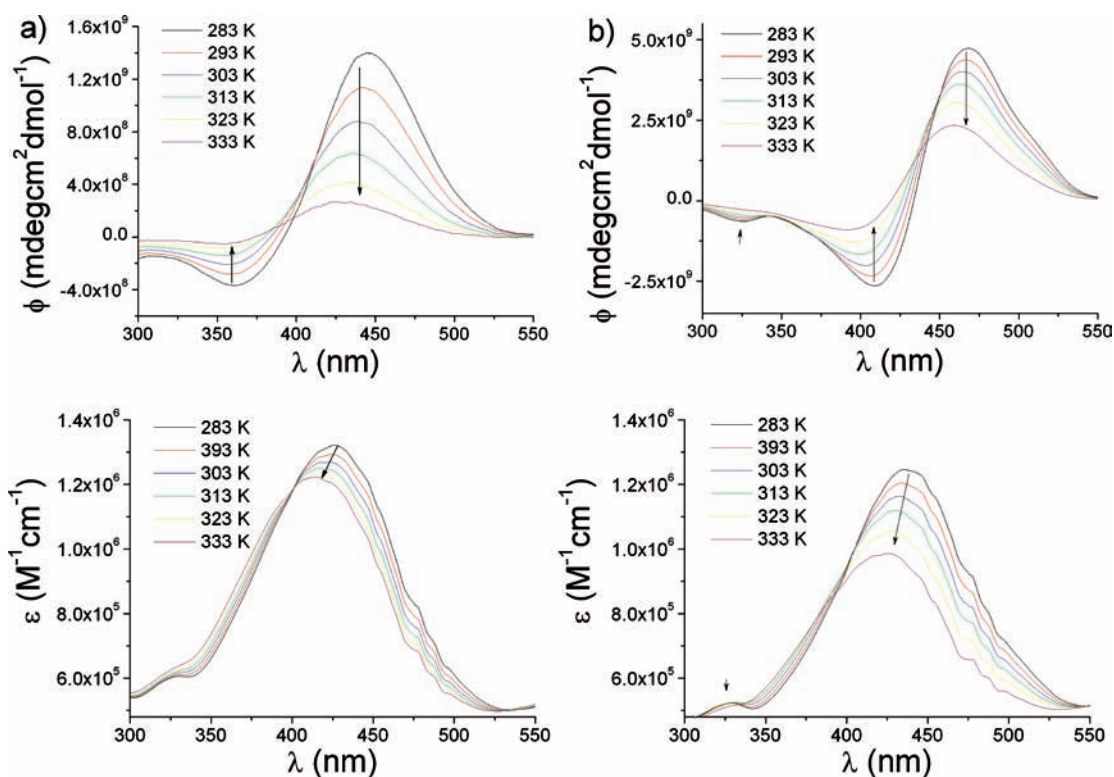 a)
1.6x10⁹
1.2x10⁹
8.0x10⁸
4.0x10⁸
0.0
-4.0x10⁸
ϕ (mdegcm²dmol⁻¹)
283 K
293 K
303 K
313 K
323 K
333 K
300 350 400 450 500 550
λ (nm)
b)
5.0x10⁹
2.5x10⁹
0.0
-2.5x10⁹
ϕ (mdegcm²dmol⁻¹)
283 K
293 K
303 K
313 K
323 K
333 K
300 350 400 450 500 550
λ (nm)
1.4x10⁶
1.2x10⁶
1.0x10⁶
8.0x10⁵
6.0x10⁵
ε (M⁻¹cm⁻¹)
283 K
393 K
303 K
313 K
323 K
333 K
300 350 400 450 500 550
λ (nm)
1.4x10⁶
1.2x10⁶
1.0x10⁶
8.0x10⁵
6.0x10⁵
ε (M⁻¹cm⁻¹)
283 K
393 K
303 K
313 K
323 K
333 K
300 350 400 450 500 550
λ (nm)